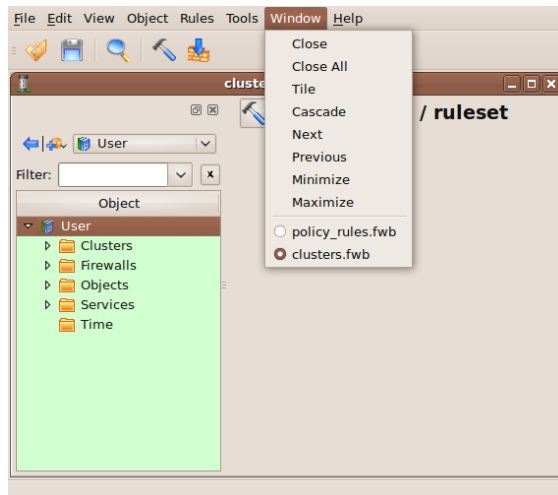 File Edit View Object Rules Tools Window Help
Close
Close All
Tile
Cascade
Next
Previous
Minimize
Maximize
policy_rules.fwb
clusters.fwb
cluste
/ ruleset
User
Filter:
Object
User
Clusters
Firewalls
Objects
Services
Time